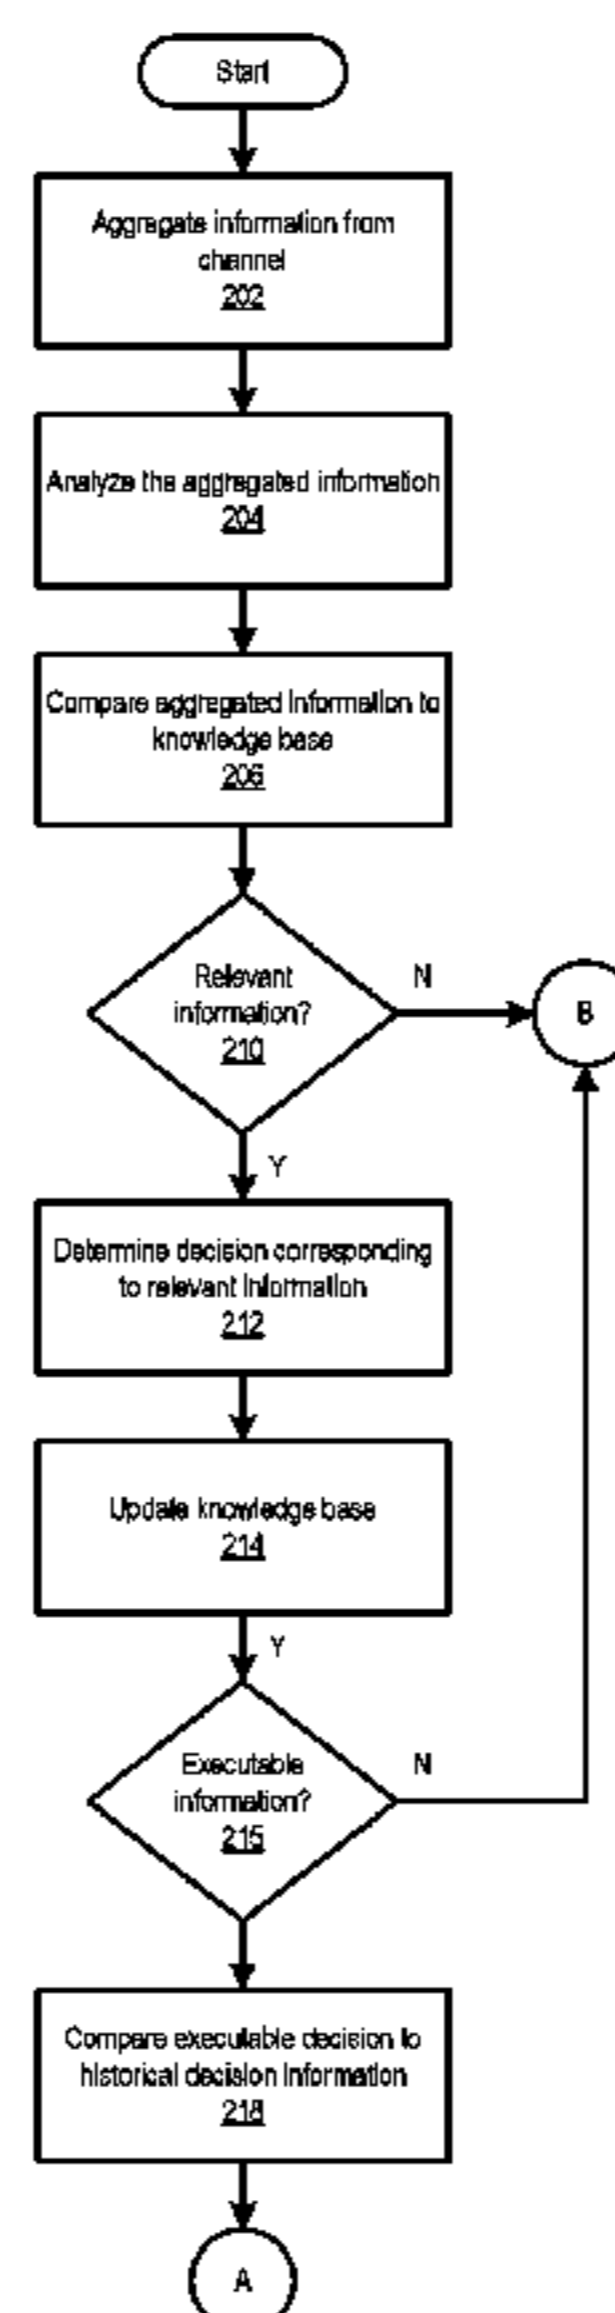 Start
Aggregate information from
channel
202
Analyze the aggregated information
204
Compare aggregated information to
knowledge base
206
Relevant
information?
210
N
B
Y
Determine decision corresponding
to relevant information
212
Update knowledge base
214
Y
Executable
information?
215
N
Compare executable decision to
historical decision information
218
A